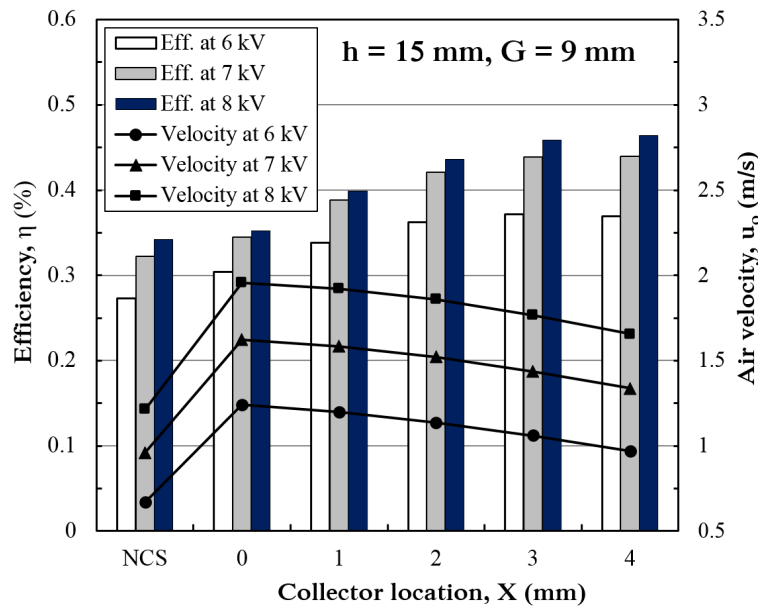 h = 15 mm, G = 9 mm
Eff. at 6 kV
Eff. at 7 kV
Eff. at 8 kV
Velocity at 6 kV
Velocity at 7 kV
Velocity at 8 kV
Efficiency, η (%)
0.6
0.5
0.4
0.3
0.2
0.1
0
Air velocity, uₒ (m/s)
3.5
3
2.5
2
1.5
1
0.5
NCS 0 1 2 3 4
Collector location, X (mm)